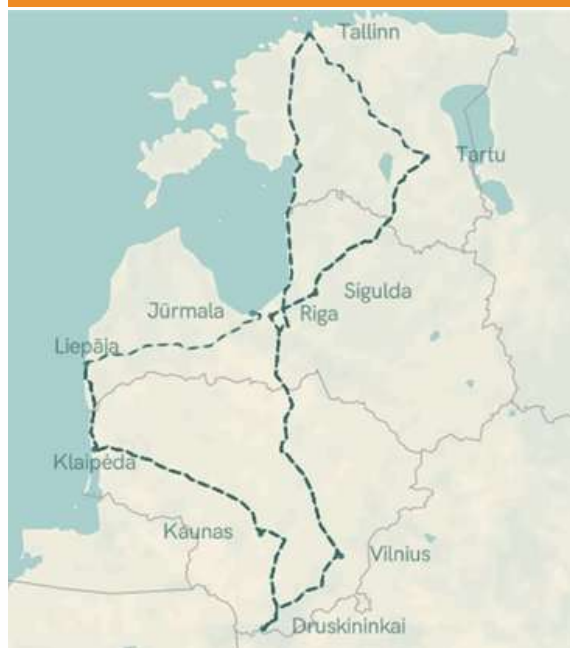 Tallinn
Tartu
Sigulda
Jūrmala
Riga
Liepāja
Klaipėda
Kaunas
Vilnius
Druskininkai